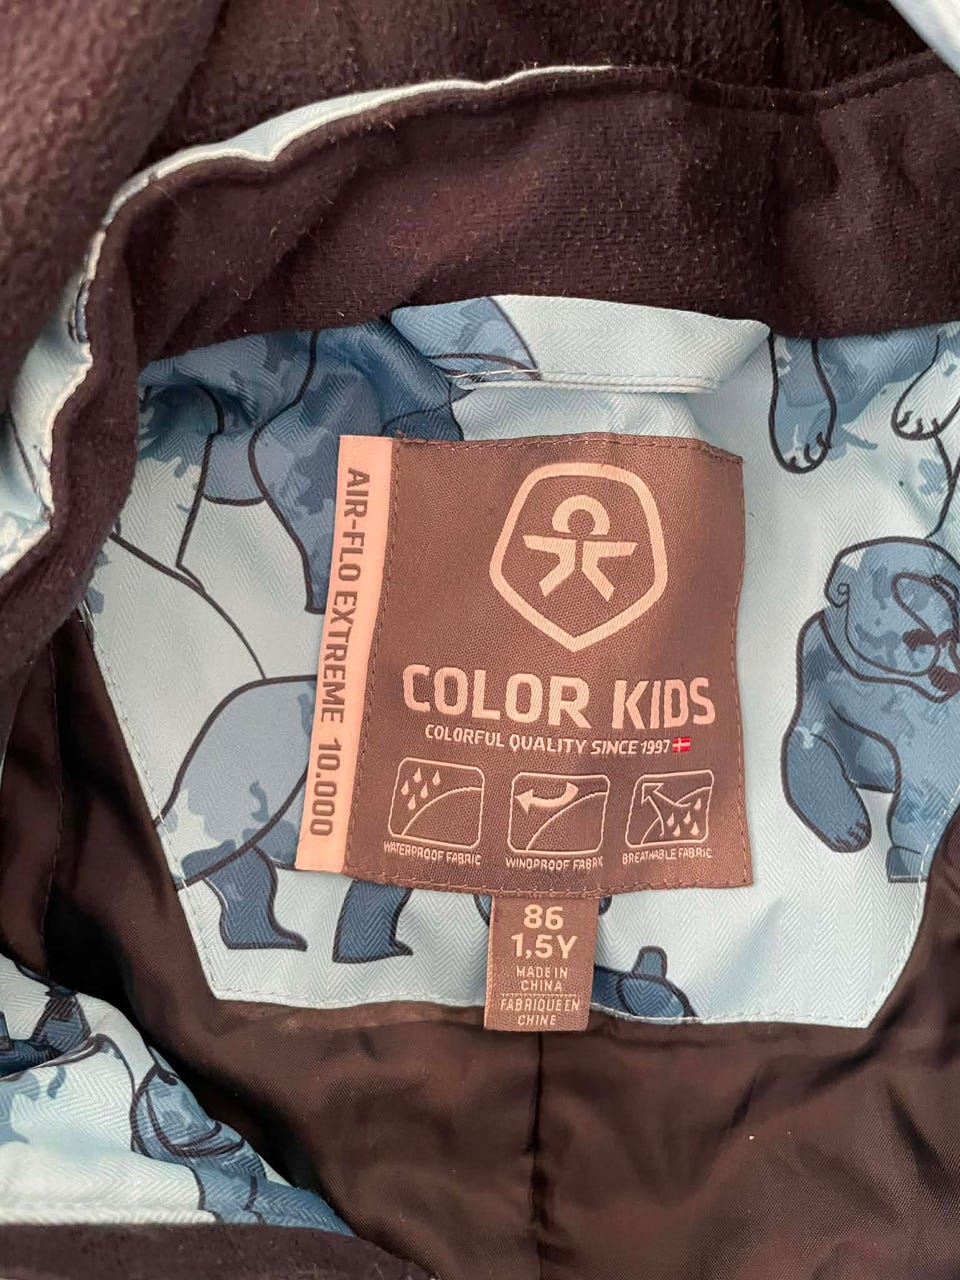 AIR-FLO EXTREME 10.000
COLOR KIDS
COLORFUL QUALITY SINCE 1997
WATERPROOF FABRIC
WINDPROOF FABRIC
BREATHABLE FABRIC
86
1,5Y
MADE IN
CHINA
FABRIQUE EN
CHINE